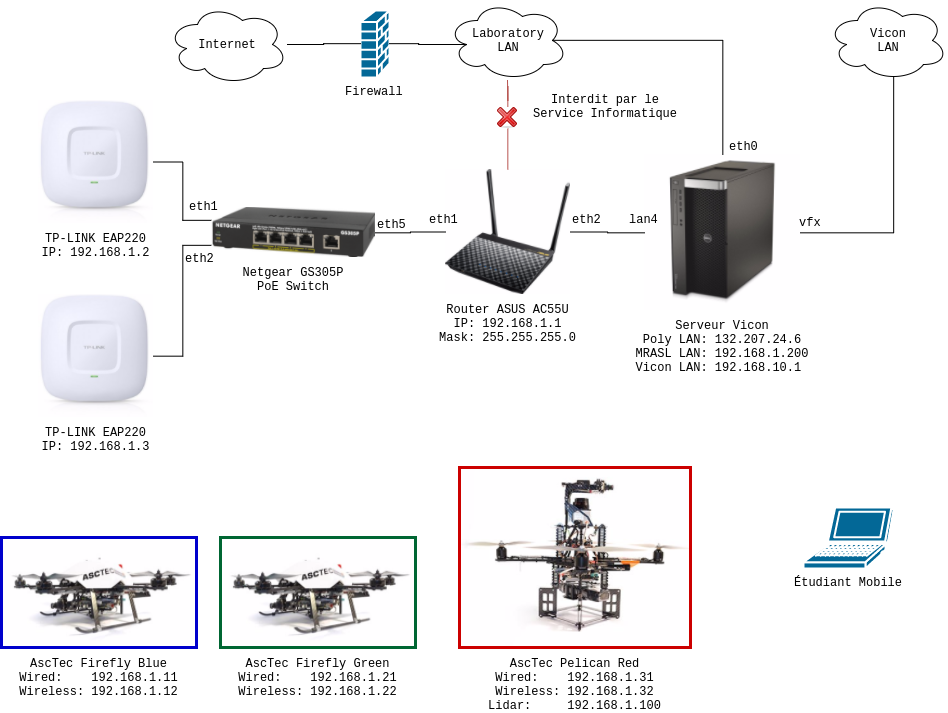 Internet
Firewall
Laboratory
LAN
Vicon
LAN
Interdit par le
Service Informatique
eth0
TP-LINK
TP-LINK EAP220
IP: 192.168.1.2
eth1
eth2
NETGEAR
GS305P
eth5
Netgear GS305P
PoE Switch
eth1
eth2
Router ASUS AC55U
IP: 192.168.1.1
Mask: 255.255.255.0
lan4
DELL
vfx
Serveur Vicon
Poly LAN: 132.207.24.6
MRASL LAN: 192.168.1.200
Vicon LAN: 192.168.10.1
TP-LINK
TP-LINK EAP220
IP: 192.168.1.3
ASCTEC
AscTec Firefly Blue
Wired: 192.168.1.11
Wireless: 192.168.1.12
ASCTEC
AscTec Firefly Green
Wired: 192.168.1.21
Wireless: 192.168.1.22
AscTec Pelican Red
Wired: 192.168.1.31
Wireless: 192.168.1.32
Lidar: 192.168.1.100
Étudiant Mobile